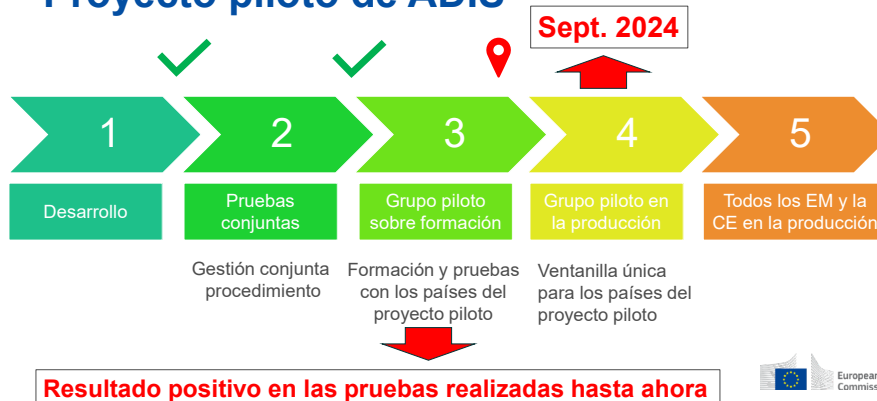 Proyecto piloto de ADIS
Sept. 2024
1
2
3
4
5
Desarrollo
Pruebas
conjuntas
Grupo piloto
sobre formación
Grupo piloto en
la producción
Todos los EM y la
CE en la producción
Gestión conjunta
procedimiento
Formación y pruebas
con los países del
proyecto piloto
Ventanilla única
para los países del
proyecto piloto
Resultado positivo en las pruebas realizadas hasta ahora
European